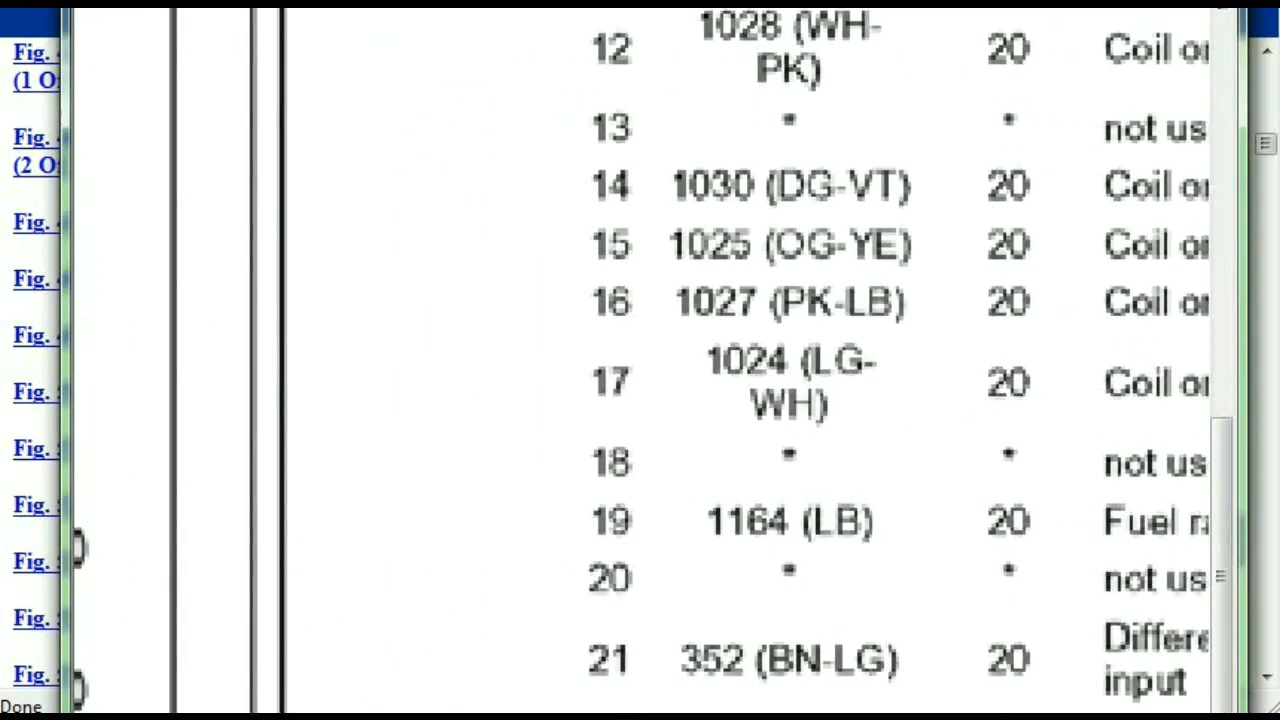 Fig.
(1 O
Fig.
(2 O
Fig.
Fig.
Fig.
Fig.
Fig.
Fig.
Fig.
Fig.
Fig.
Done
12 1028 (WH-
PK) 20 Coil o
13 * * not us
14 1030 (DG-VT) 20 Coil o
15 1025 (OG-YE) 20 Coil o
16 1027 (PK-LB) 20 Coil o
17 1024 (LG-
WH) 20 Coil o
18 * * not us
19 1164 (LB) 20 Fuel r
20 * * not us
21 352 (BN-LG) 20 Differe
input